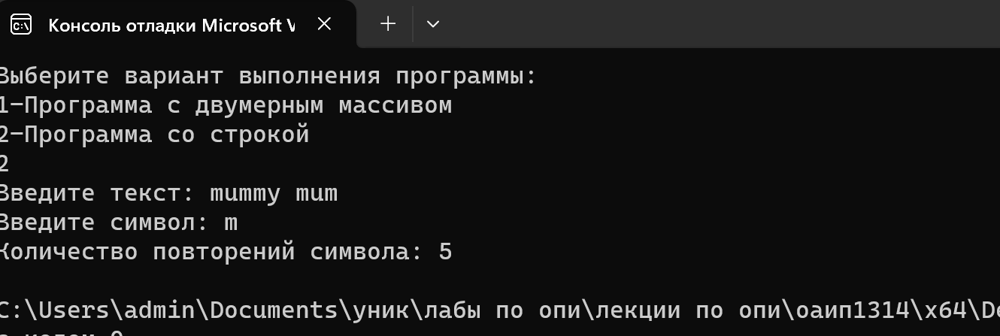 Консоль отладки Microsoft V
Выберите вариант выполнения программы:
1-Программа с двумерным массивом
2-Программа со строкой
2
Введите текст: mummy mum
Введите символ: m
Количество повторений символа: 5
C:\Users\admin\Documents\уник\лабы по опи\лекции по опи\оаип1314\x64\De
с кодом 0